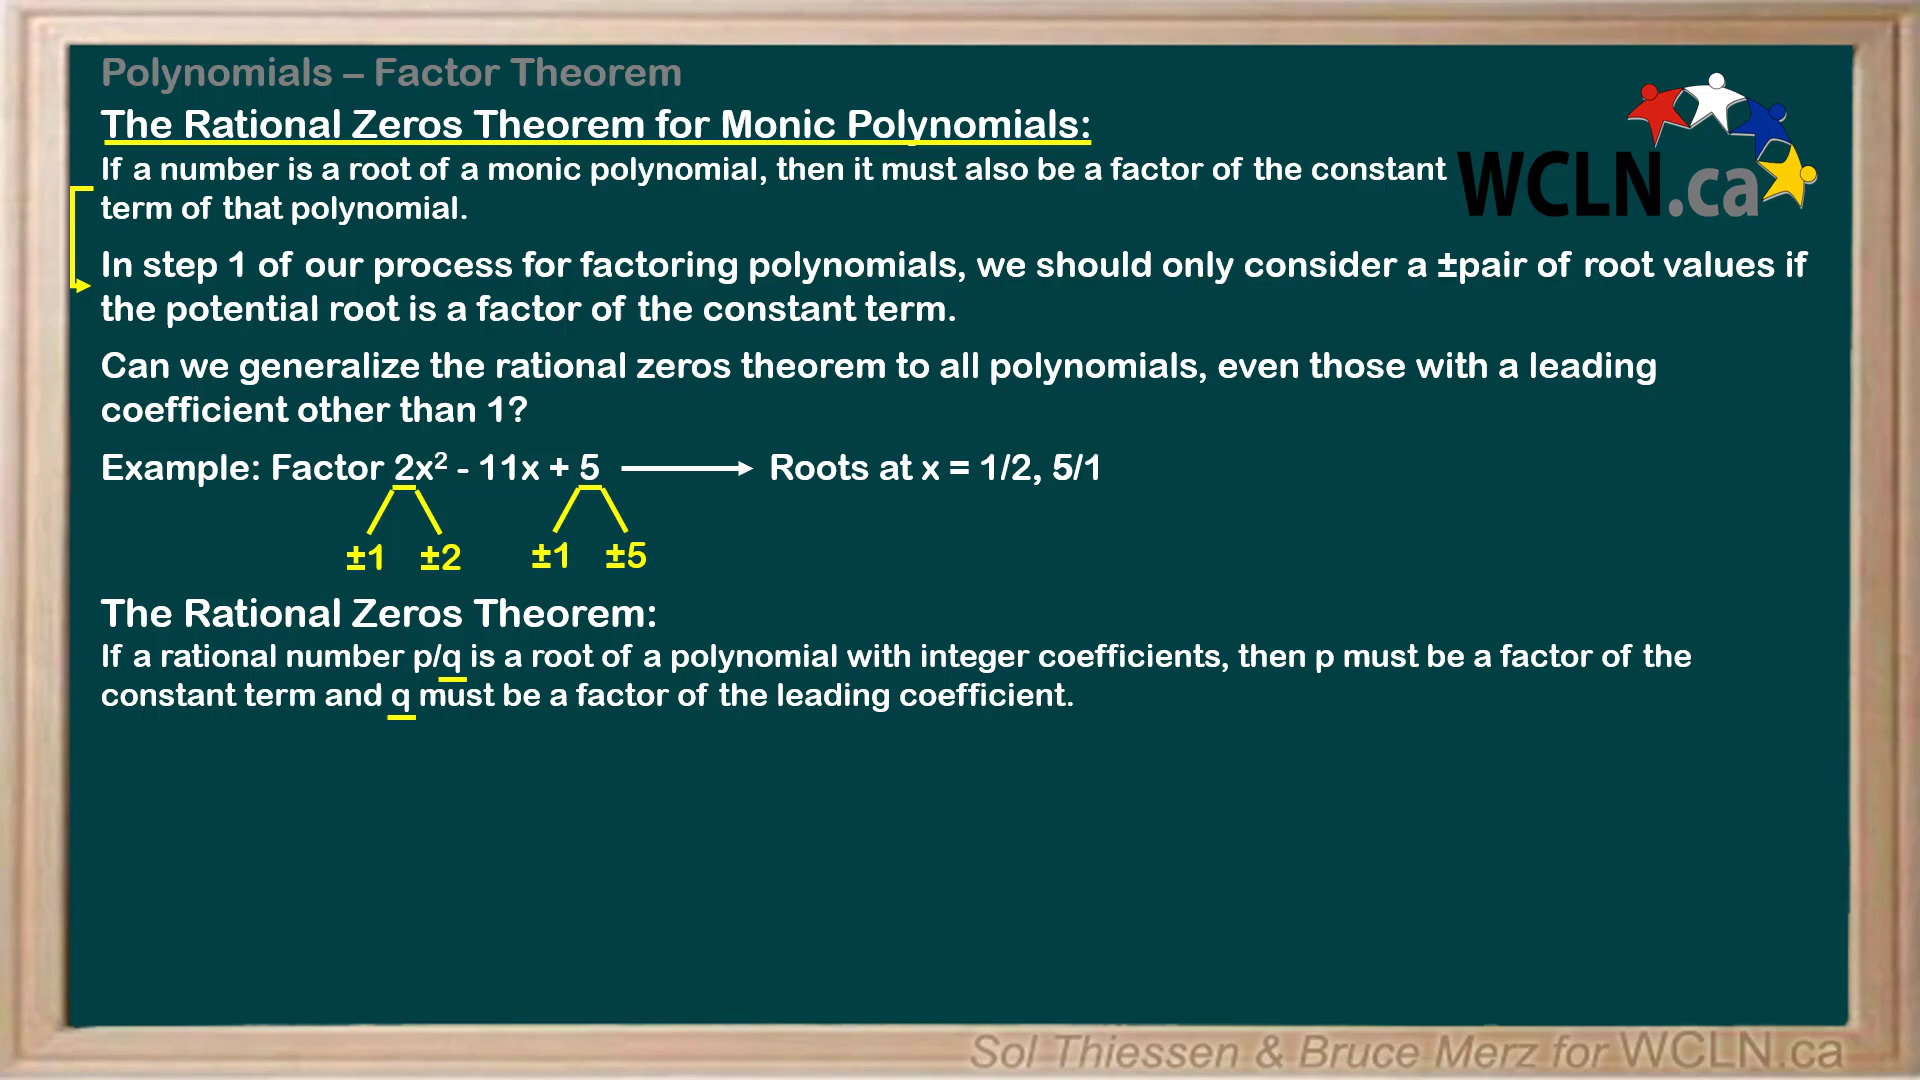 Polynomials – Factor Theorem
The Rational Zeros Theorem for Monic Polynomials:
If a number is a root of a monic polynomial, then it must also be a factor of the constant
term of that polynomial.
WCLN.ca
In step 1 of our process for factoring polynomials, we should only consider a ±pair of root values if
the potential root is a factor of the constant term.
Can we generalize the rational zeros theorem to all polynomials, even those with a leading
coefficient other than 1?
Example: Factor 2x² - 11x + 5 Roots at x = 1/2, 5/1
±1 ±2 ±1 ±5
The Rational Zeros Theorem:
If a rational number p/q is a root of a polynomial with integer coefficients, then p must be a factor of the
constant term and q must be a factor of the leading coefficient.
Sol Thiessen & Bruce Merz for WCLN.ca